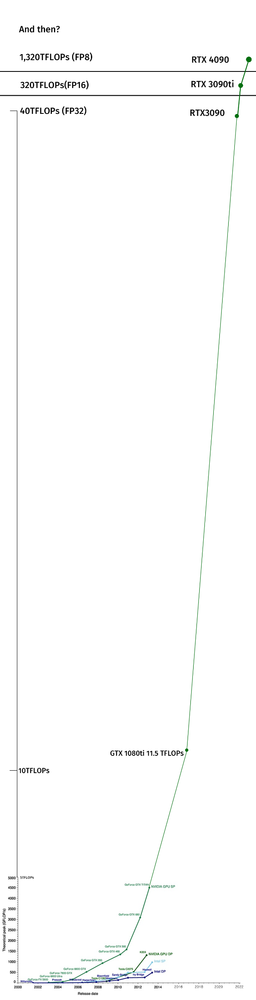 And then?
1,320TFLOPs (FP8)
RTX 4090
320TFLOPs(FP16)
RTX 3090ti
40TFLOPs (FP32)
RTX3090
GTX 1080ti 11.5 TFLOPs
10TFLOPs
5000
5TFLOPs
GeForce GTX TITAN
NVIDIA GPU SP
4500
4000
3500
GeForce GTX 680
3000
2500
2000
GeForce GTX 580
1500
GeForce GTX 480
K20X
NVIDIA GPU DP
GeForce GTX 280
1000
Intel SP
GeForce 8800 GTX
Tesla C2075
Haswell
Intel DP
500
GeForce 7800 GTX
Bloomfield
Sandy Bridge
Ivy Bridge
GeForce 6800 Ultra
Tesla C1060
Westmere
GeForce FX 5800
Prescott
Woodcrest
Harpertown
Willamette
0
Theoretical peak (GFLOP/s)
2000
2002
2004
2006
2008
2010
2012
2014
2016
2018
2020
2022
Release date